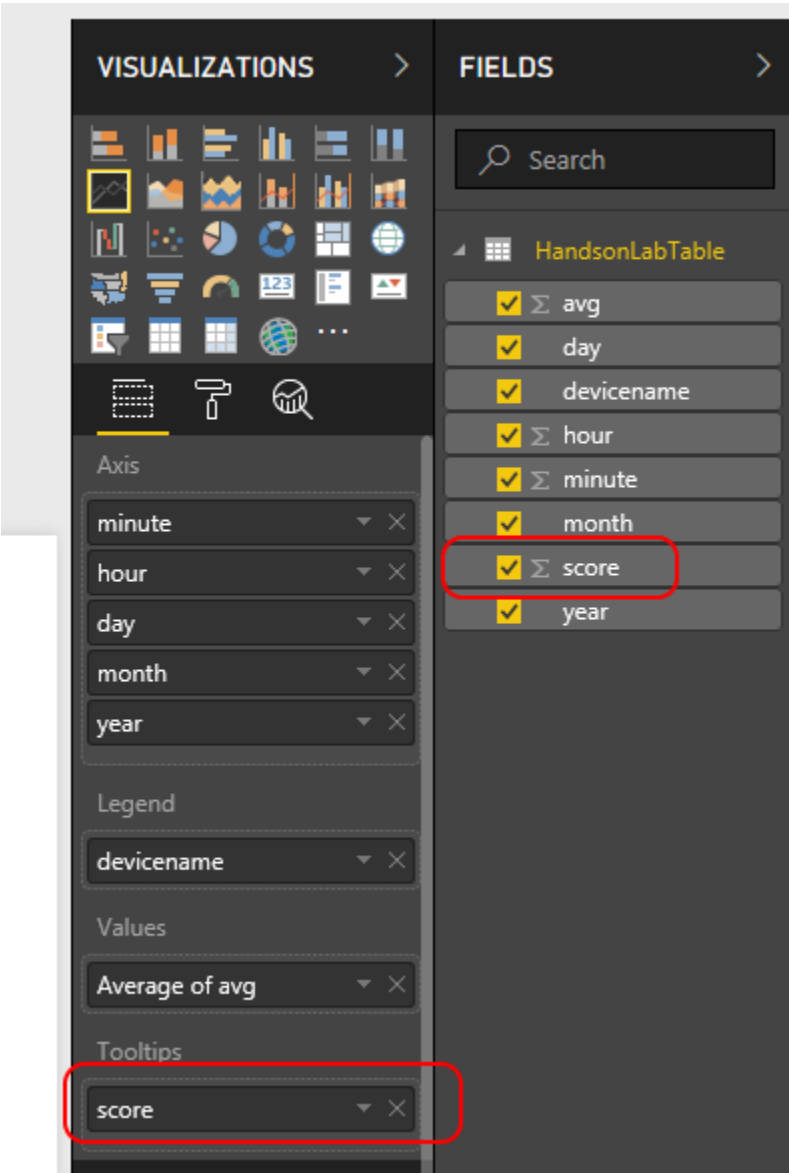 VISUALIZATIONS
123
Axis
minute
hour
day
month
year
Legend
devicename
Values
Average of avg
Tooltips
score
FIELDS
Search
HandsonLabTable
Σ avg
day
devicename
Σ hour
Σ minute
month
Σ score
year